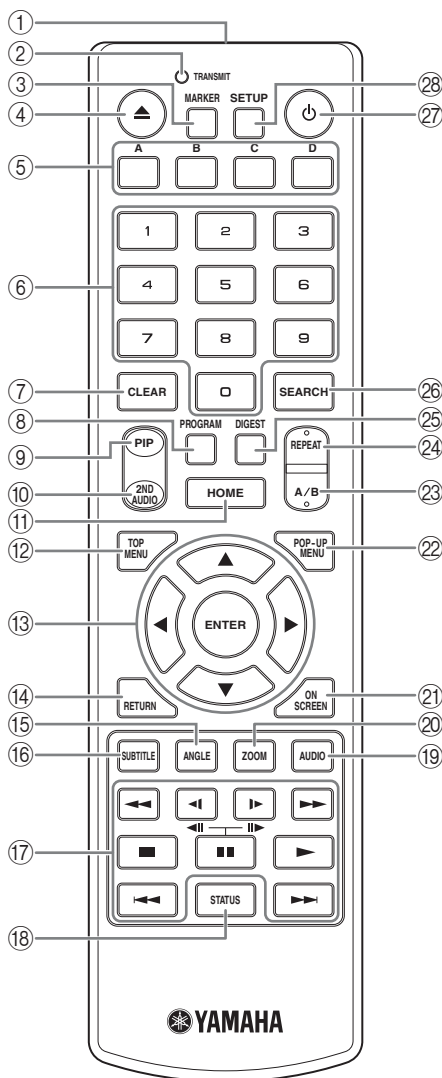 ①
②
TRANSMIT
③
MARKER
SETUP
㉘
④
㉗
⑤
A B C D
1 2 3
⑥
4 5 6
7 8 9
⑦
CLEAR
0
SEARCH
㉖
⑧
PROGRAM
DIGEST
㉕
⑨
PIP
REPEAT
㉔
⑩
2ND
AUDIO
HOME
A/B
㉓
⑪
⑫
TOP
MENU
POP-UP
MENU
㉒
⑬
ENTER
⑭
RETURN
ON
SCREEN
㉑
⑮
⑳
⑯
SUBTITLE
ANGLE
ZOOM
AUDIO
⑲
⑰
⑱
STATUS
YAMAHA